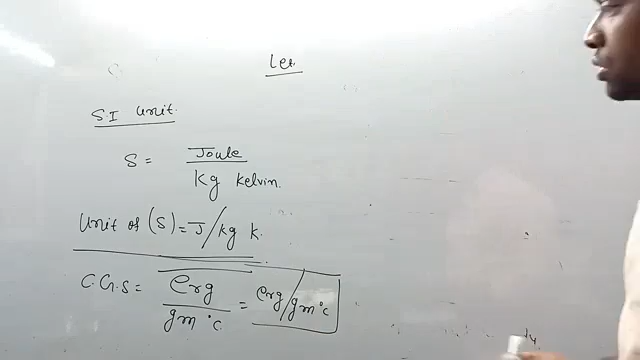 Lec.
S.I unit.
S = Joule / Kg Kelvin.
Unit of (S) = J/kg K.
C.G.S = erg / gm °C = erg/gm°C